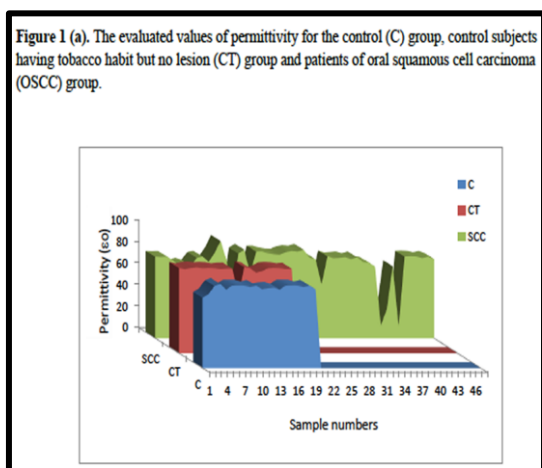 Figure 1 (a). The evaluated values of permittivity for the control (C) group, control subjects
having tobacco habit but no lesion (CT) group and patients of oral squamous cell carcinoma
(OSCC) group.
C
CT
SCC
Permittivity (εo)
100
80
60
40
20
0
SCC
CT
C
1 4 7 10 13 16 19 22 25 28 31 34 37 40 43 46
Sample numbers